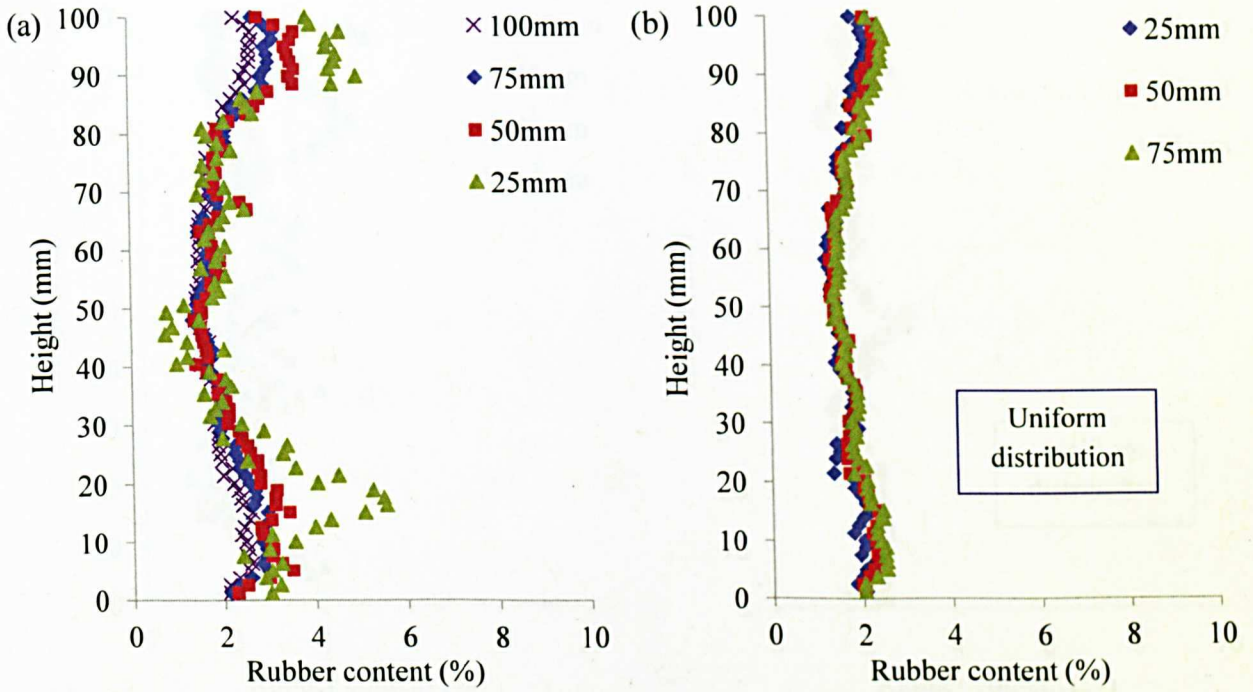 (a)
100mm
75mm
50mm
25mm
100
90
80
70
60
50
40
30
20
10
0
Height (mm)
0 2 4 6 8 10
Rubber content (%)
(b)
25mm
50mm
75mm
100
90
80
70
60
50
40
30
20
10
0
Height (mm)
Uniform
distribution
0 2 4 6 8 10
Rubber content (%)